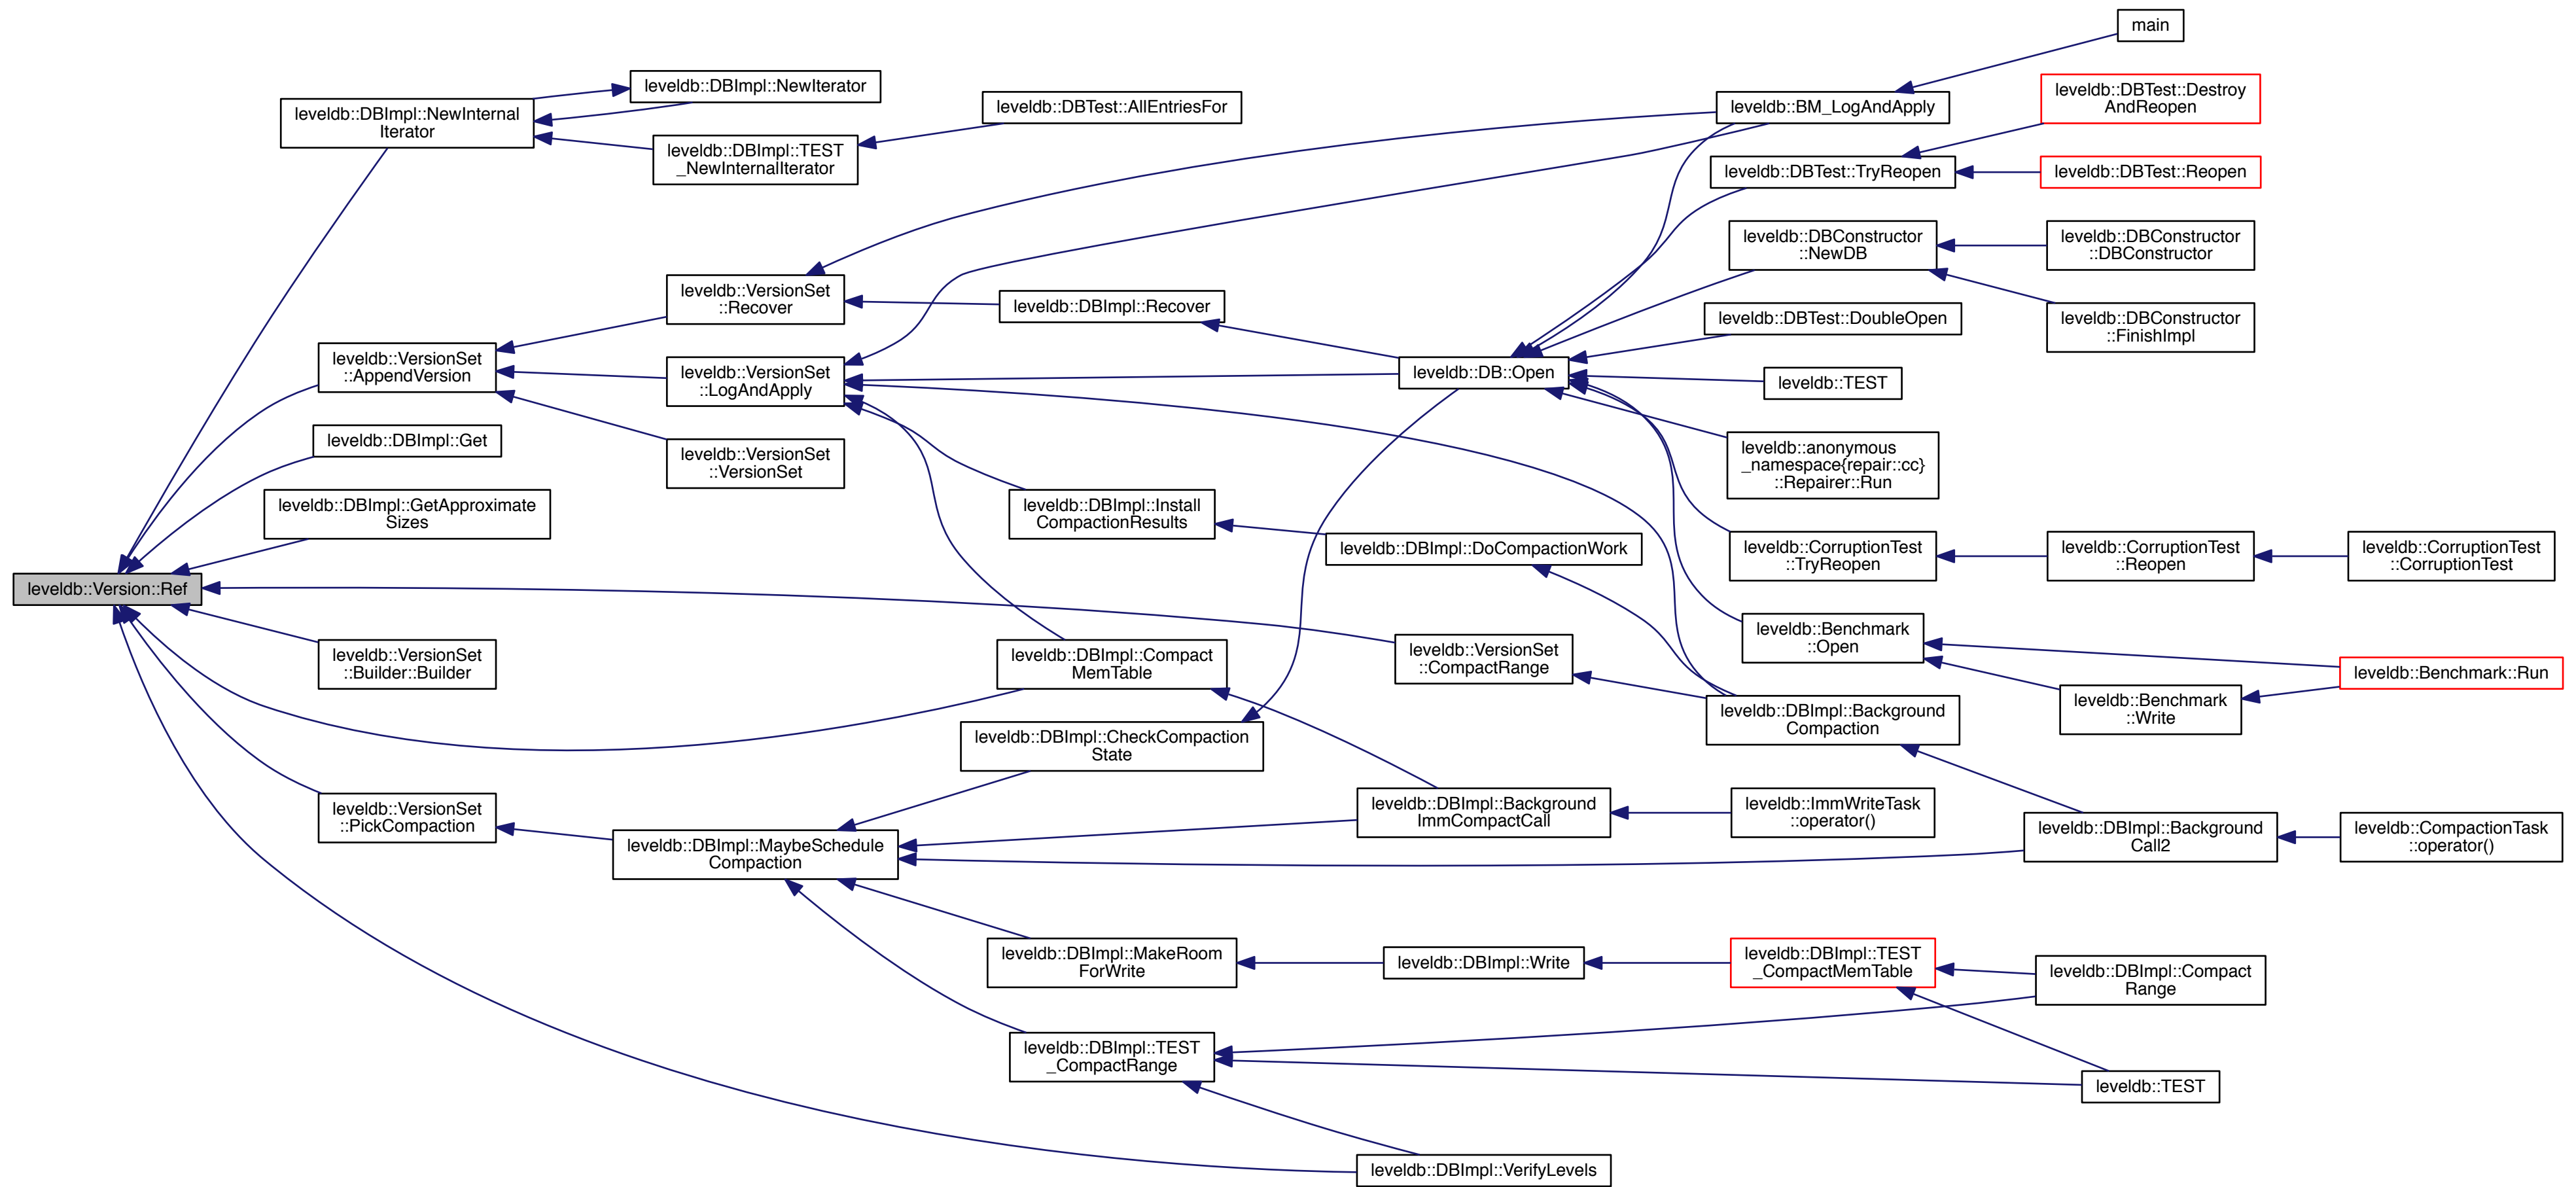 main
leveldb::DBImpl::NewIterator
leveldb::DBTest::Destroy
AndReopen
leveldb::DBImpl::NewInternal
Iterator
leveldb::DBTest::AllEntriesFor
leveldb::BM_LogAndApply
leveldb::DBImpl::TEST
_NewInternalIterator
leveldb::DBTest::TryReopen
leveldb::DBTest::Reopen
leveldb::DBConstructor
::NewDB
leveldb::DBConstructor
::DBConstructor
leveldb::VersionSet
::Recover
leveldb::DBImpl::Recover
leveldb::DBTest::DoubleOpen
leveldb::DBConstructor
::FinishImpl
leveldb::VersionSet
::AppendVersion
leveldb::VersionSet
::LogAndApply
leveldb::DB::Open
leveldb::TEST
leveldb::DBImpl::Get
leveldb::VersionSet
::VersionSet
leveldb::anonymous
_namespace{repair::cc}
::Repairer::Run
leveldb::DBImpl::GetApproximate
Sizes
leveldb::DBImpl::Install
CompactionResults
leveldb::DBImpl::DoCompactionWork
leveldb::CorruptionTest
::TryReopen
leveldb::CorruptionTest
::Reopen
leveldb::CorruptionTest
::CorruptionTest
leveldb::Version::Ref
leveldb::VersionSet
::Builder::Builder
leveldb::DBImpl::Compact
MemTable
leveldb::VersionSet
::CompactRange
leveldb::Benchmark
::Open
leveldb::Benchmark::Run
leveldb::Benchmark
::Write
leveldb::DBImpl::Background
Compaction
leveldb::DBImpl::CheckCompaction
State
leveldb::VersionSet
::PickCompaction
leveldb::DBImpl::MaybeSchedule
Compaction
leveldb::DBImpl::Background
ImmCompactCall
leveldb::ImmWriteTask
::operator()
leveldb::DBImpl::Background
Call2
leveldb::CompactionTask
::operator()
leveldb::DBImpl::MakeRoom
ForWrite
leveldb::DBImpl::Write
leveldb::DBImpl::TEST
_CompactMemTable
leveldb::DBImpl::Compact
Range
leveldb::DBImpl::TEST
_CompactRange
leveldb::TEST
leveldb::DBImpl::VerifyLevels